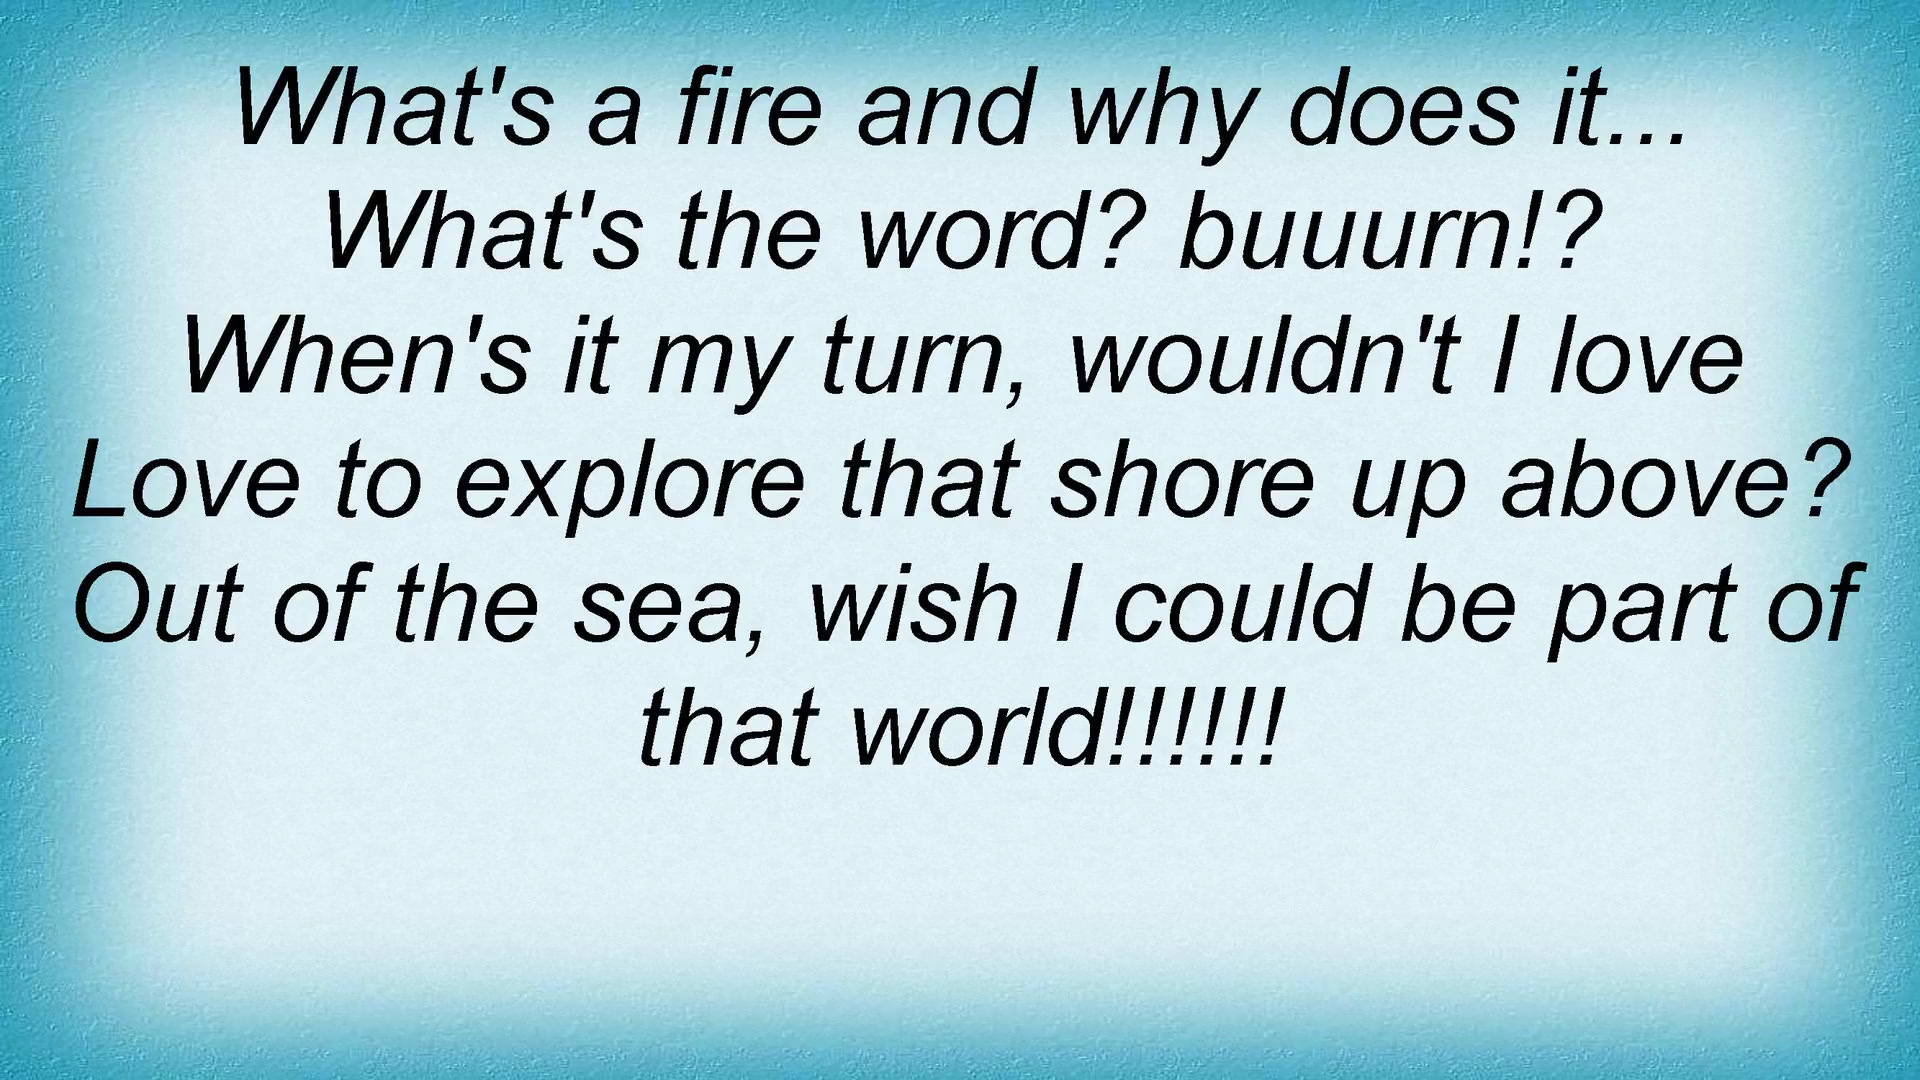 What's a fire and why does it...
What's the word? buuurn!?
When's it my turn, wouldn't I love
Love to explore that shore up above?
Out of the sea, wish I could be part of
that world!!!!!!